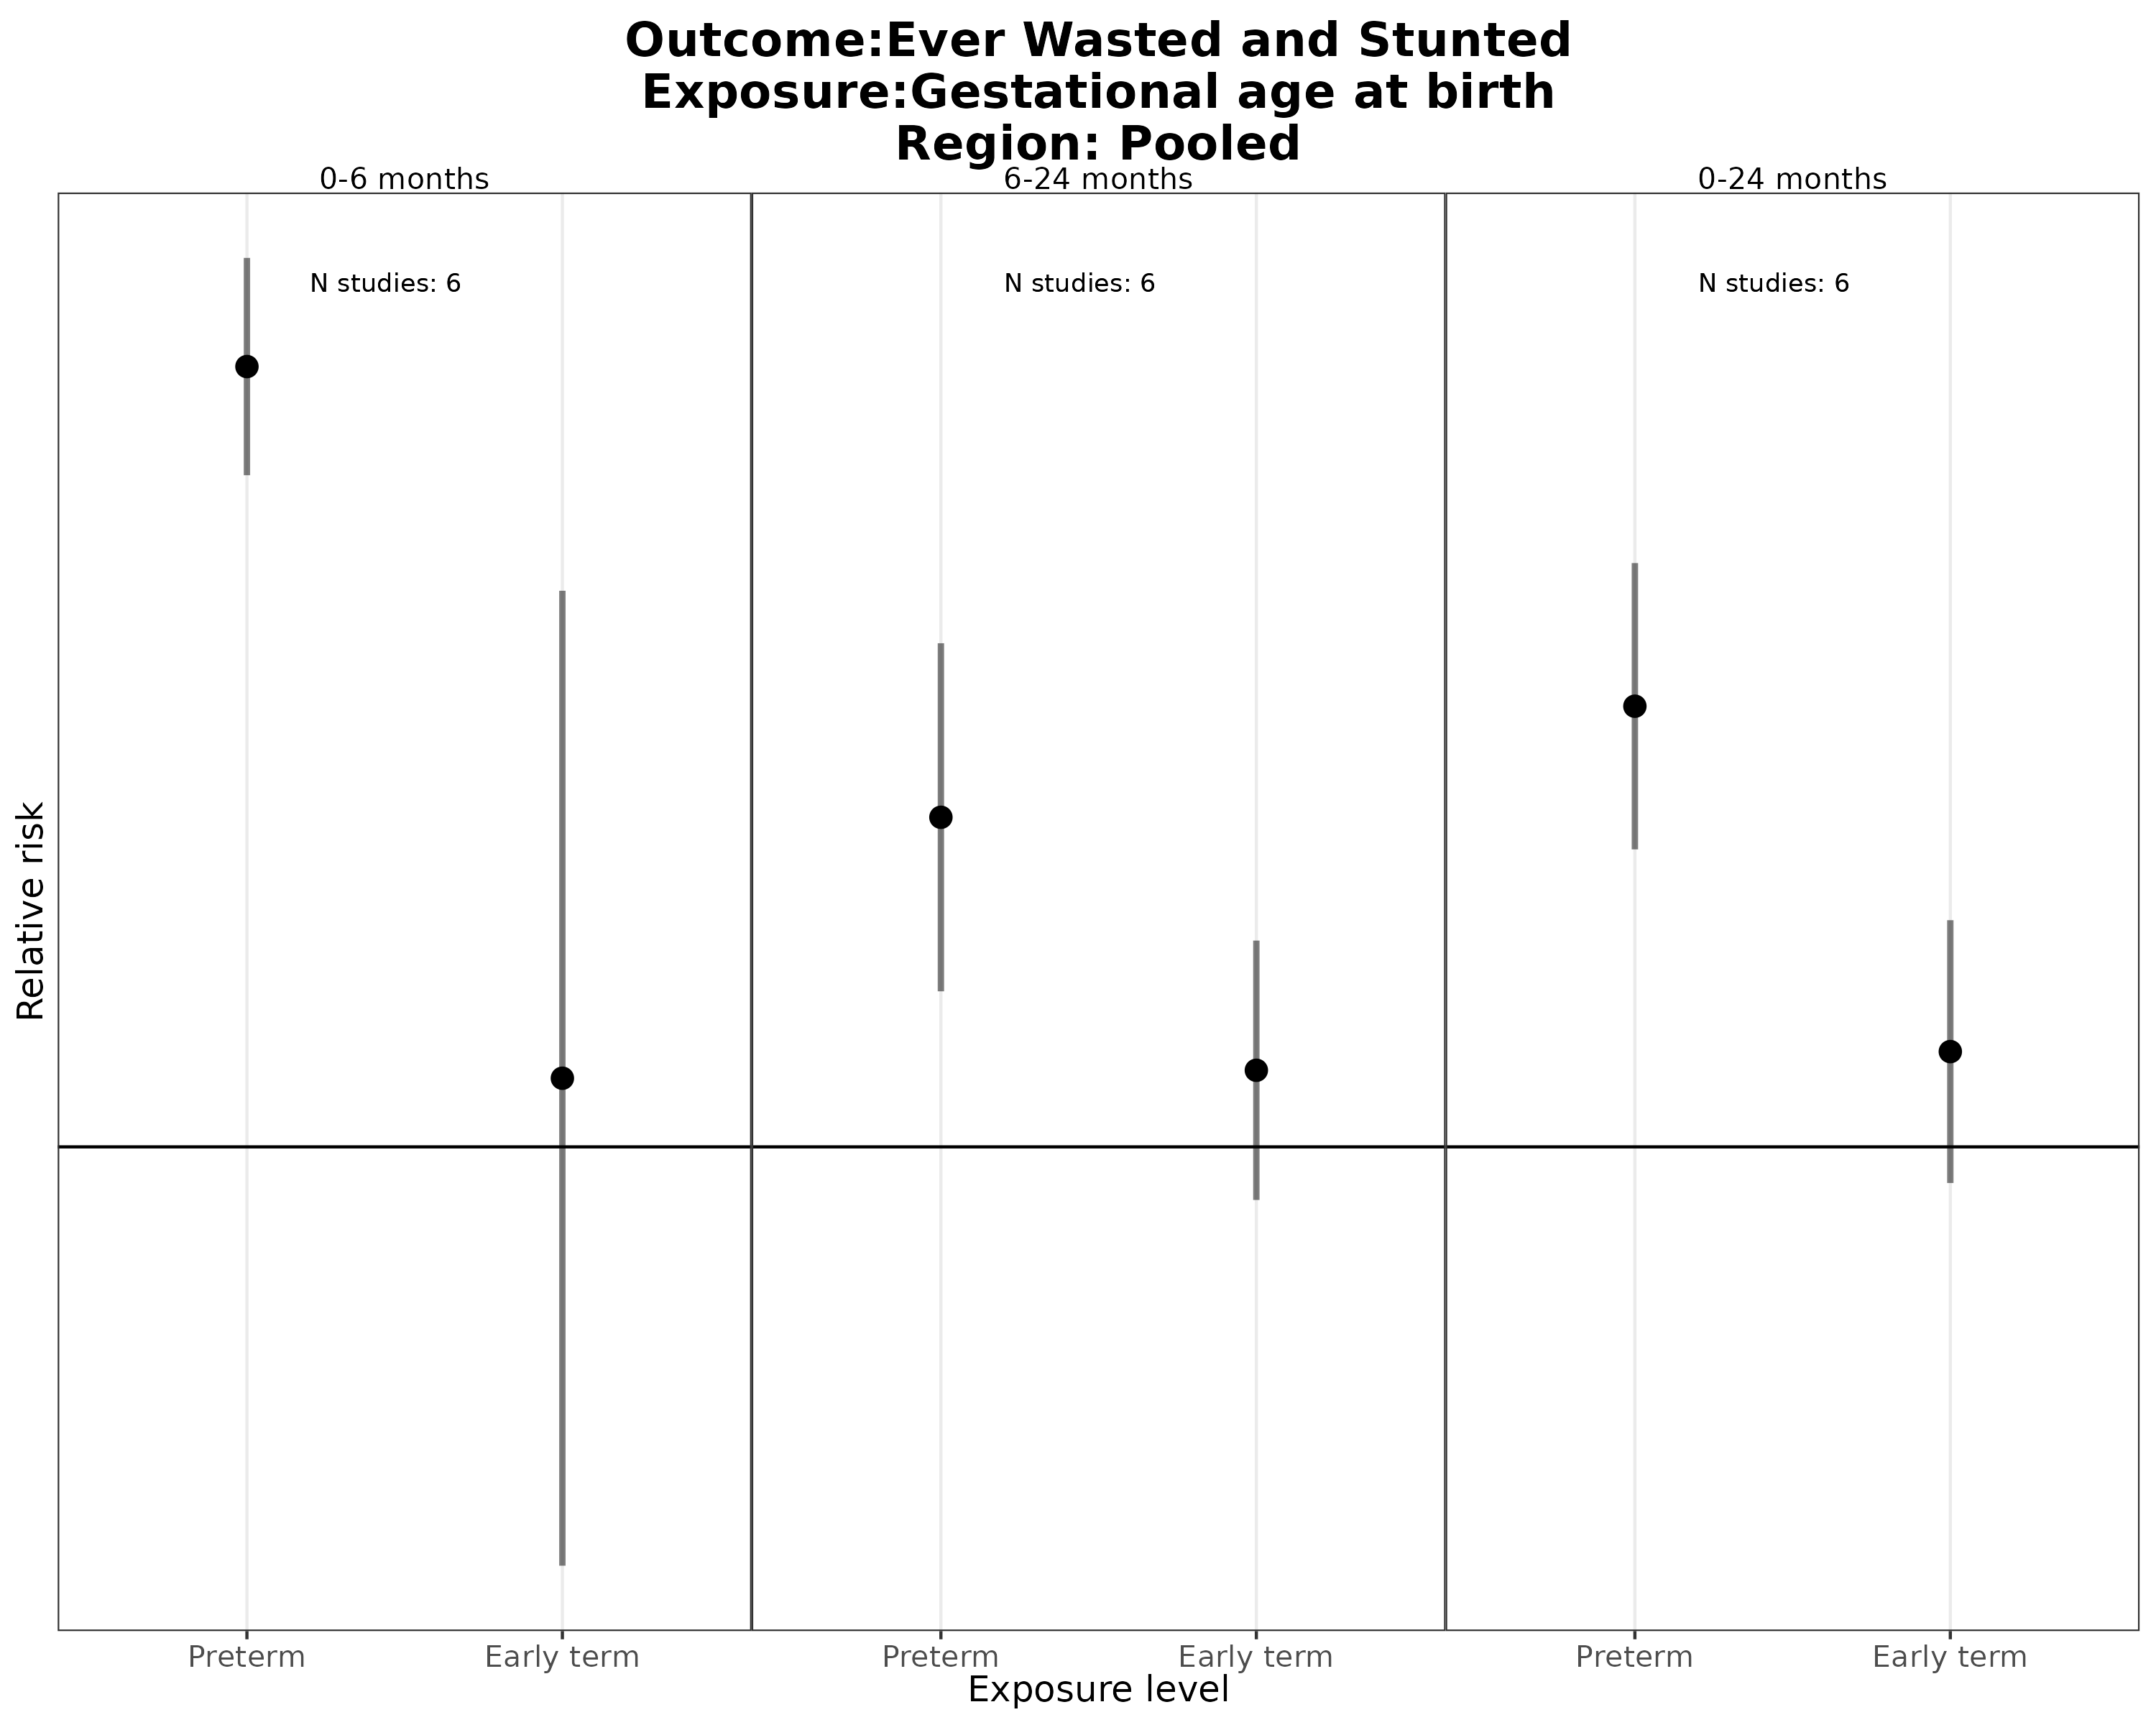 Outcome:Ever Wasted and Stunted
Exposure:Gestational age at birth
Region: Pooled
0-6 months
6-24 months
0-24 months
N studies: 6
N studies: 6
N studies: 6
Relative risk
Preterm
Early term
Preterm
Early term
Preterm
Early term
Exposure level